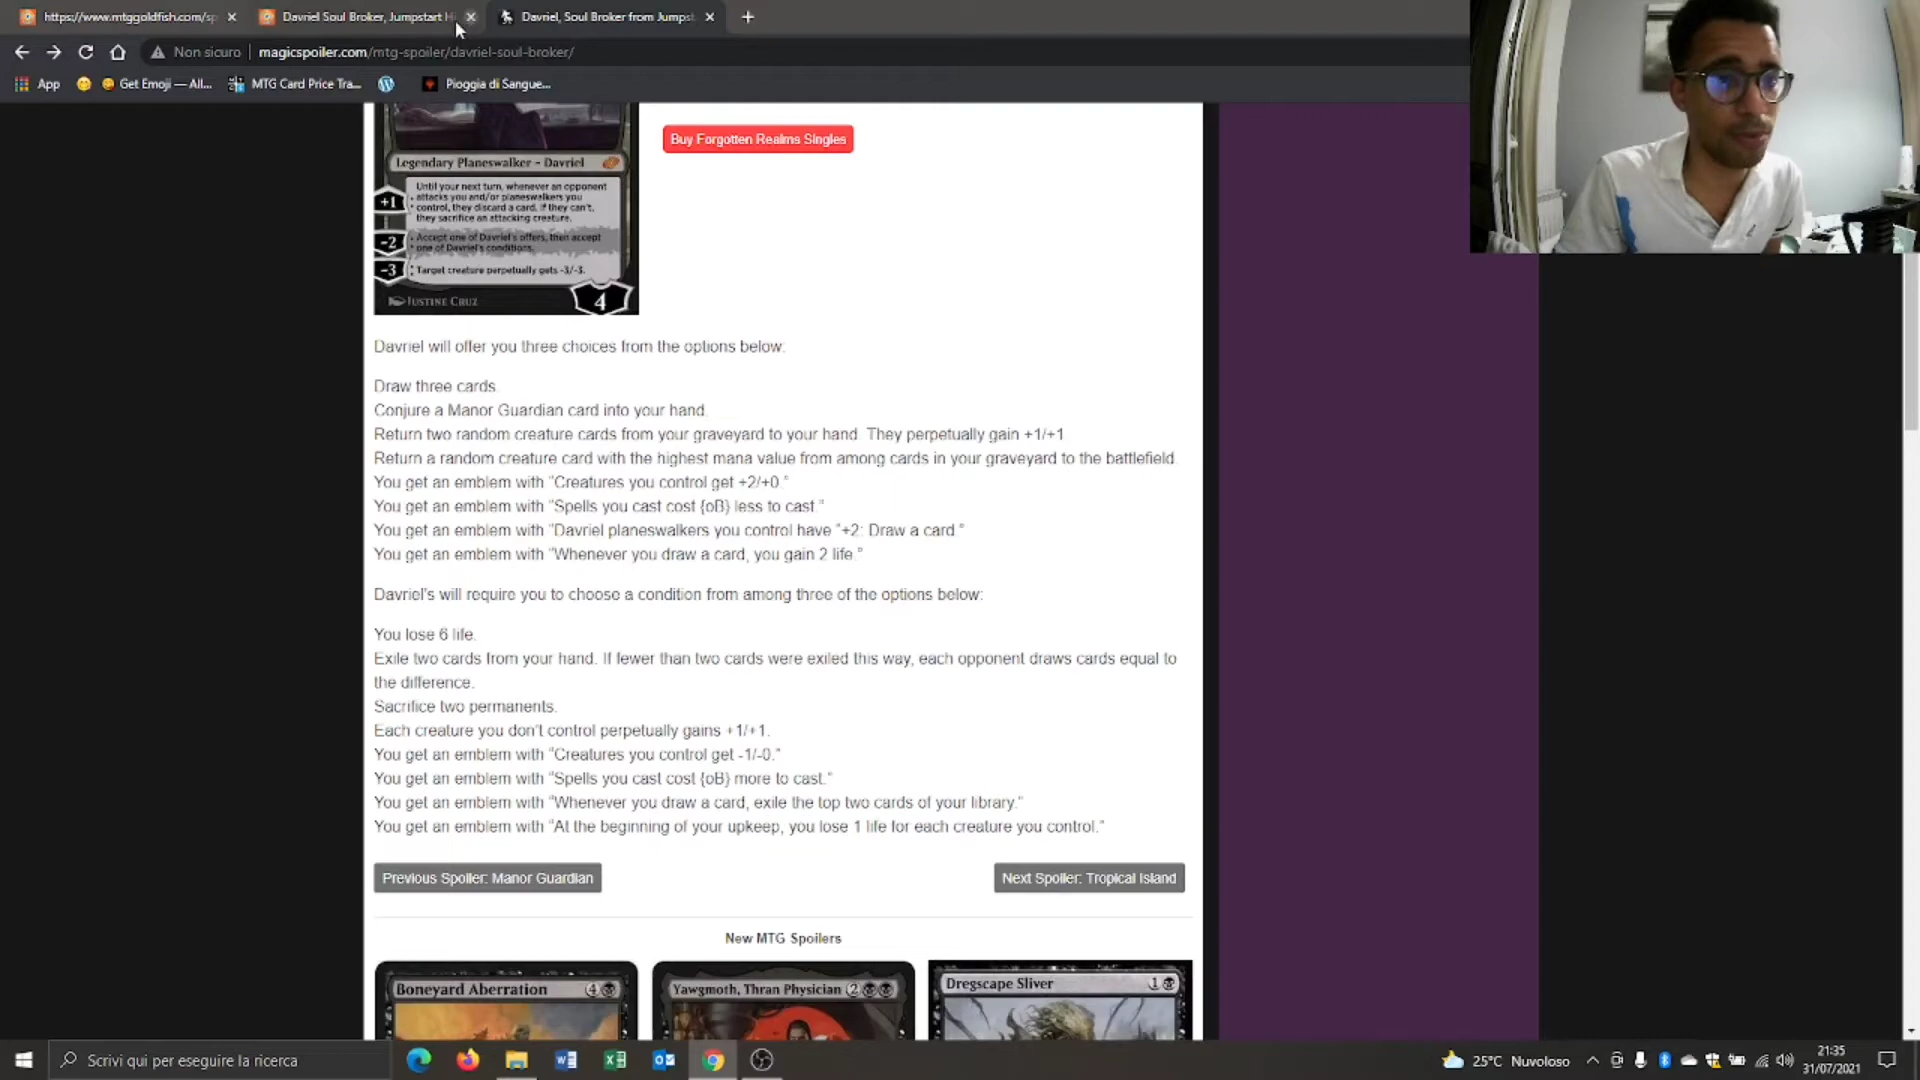 https://www.mtggoldfish.com/sp
Davriel Soul Broker, Jumpstart H
Davriel, Soul Broker from Jumpst
Non sicuro
magicspoiler.com/mtg-spoiler/davriel-soul-broker/
App
Get Emoji — All...
MTG Card Price Tra...
Pioggia di Sangue...
Buy Forgotten Realms Singles
Legendary Planeswalker - Davriel
+1
Until your next turn, whenever an opponent
attacks you and/or planeswalkers you
control, they discard a card. If they can't,
they sacrifice an attacking creature.
-2
Accept one of Davriel's offers, then accept
one of Davriel's conditions.
-3
Target creature perpetually gets -3/-3.
Justine Cruz
4
Davriel will offer you three choices from the options below:
Draw three cards.
Conjure a Manor Guardian card into your hand.
Return two random creature cards from your graveyard to your hand. They perpetually gain +1/+1
Return a random creature card with the highest mana value from among cards in your graveyard to the battlefield.
You get an emblem with “Creatures you control get +2/+0.”
You get an emblem with “Spells you cast cost {oB} less to cast.”
You get an emblem with “Davriel planeswalkers you control have “+2: Draw a card.”
You get an emblem with “Whenever you draw a card, you gain 2 life.”
Davriel's will require you to choose a condition from among three of the options below:
You lose 6 life.
Exile two cards from your hand. If fewer than two cards were exiled this way, each opponent draws cards equal to
the difference.
Sacrifice two permanents.
Each creature you don't control perpetually gains +1/+1.
You get an emblem with “Creatures you control get -1/-0.”
You get an emblem with “Spells you cast cost {oB} more to cast.”
You get an emblem with “Whenever you draw a card, exile the top two cards of your library.”
You get an emblem with “At the beginning of your upkeep, you lose 1 life for each creature you control.”
Previous Spoiler: Manor Guardian
Next Spoiler: Tropical Island
New MTG Spoilers
Boneyard Aberration 4
Yawgmoth, Thran Physician 2
Dregscape Sliver 1
Scrivi qui per eseguire la ricerca
25°C Nuvoloso
21:35
31/07/2021